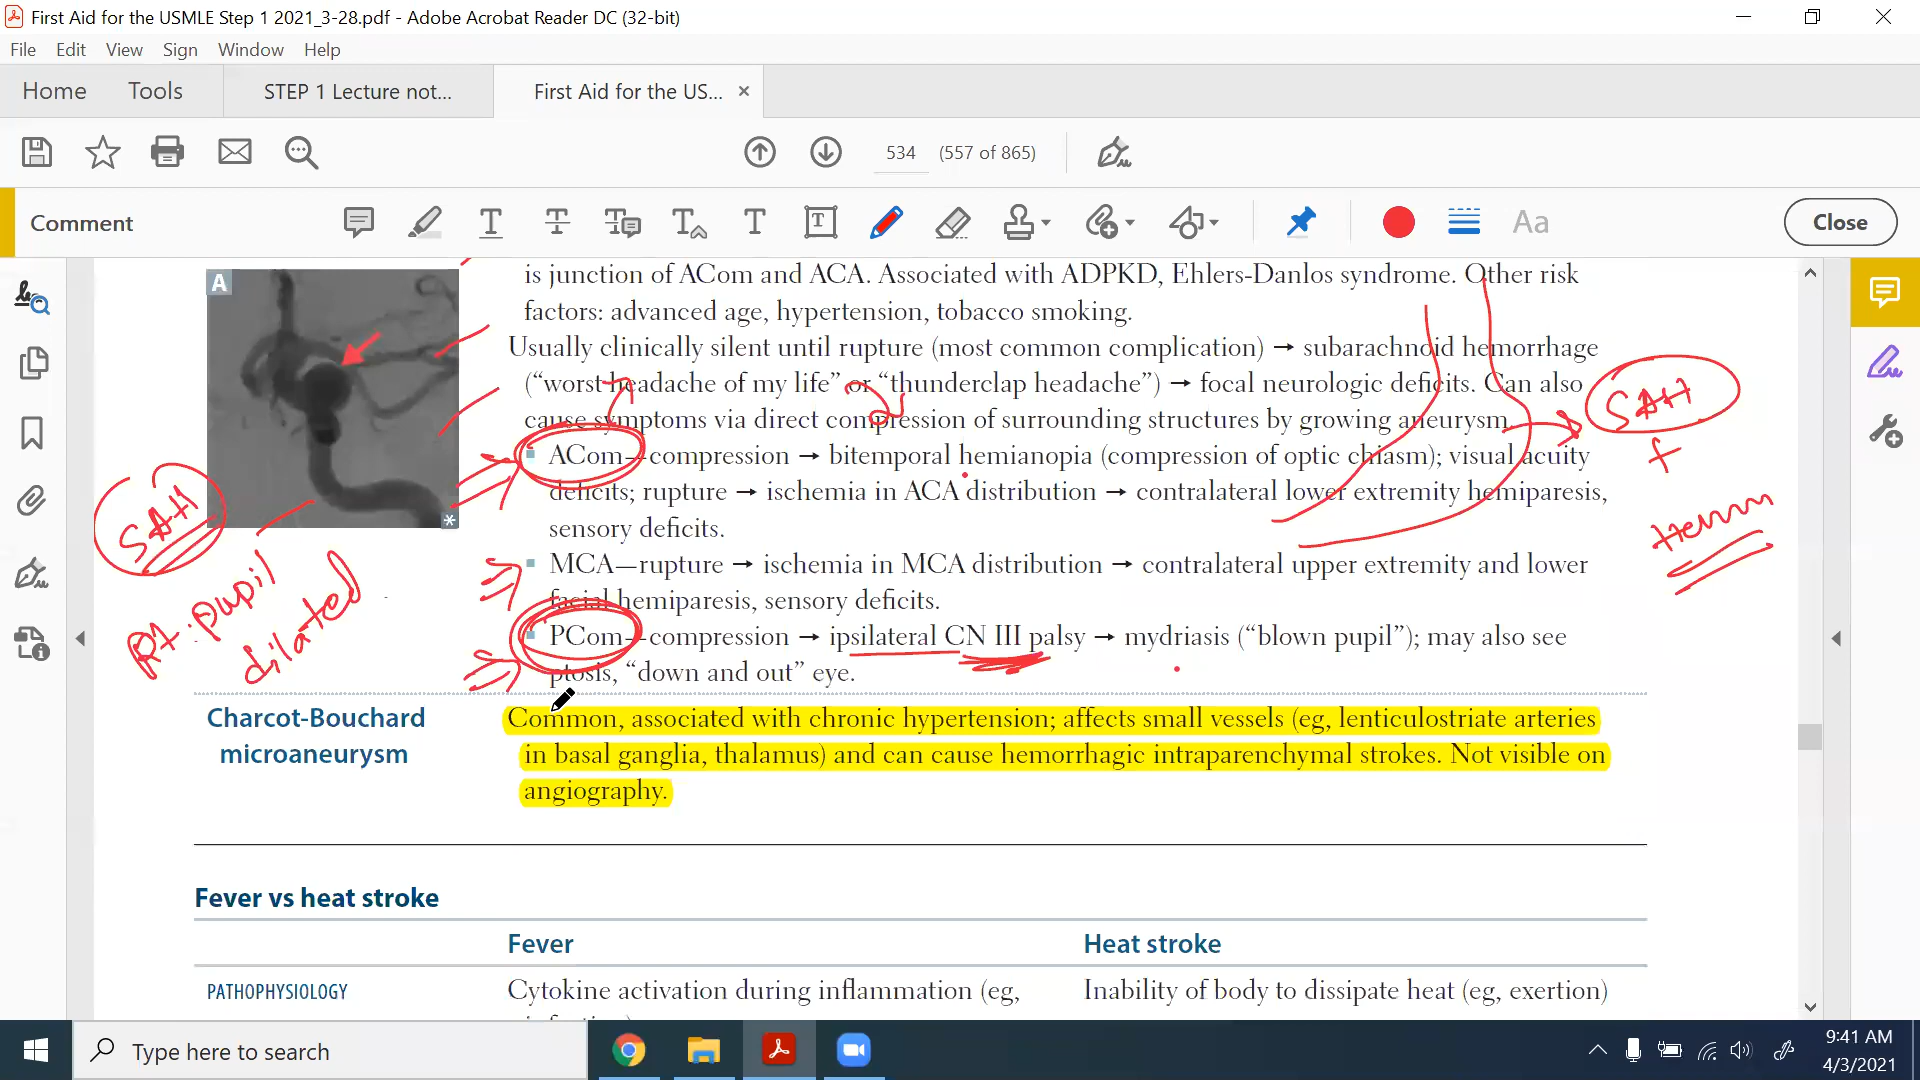 First Aid for the USMLE Step 1 2021_3-28.pdf - Adobe Acrobat Reader DC (32-bit)
File Edit View Sign Window Help
Home Tools STEP 1 Lecture not... First Aid for the US... ×
534 (557 of 865)
Comment Aa Close
A
is junction of ACom and ACA. Associated with ADPKD, Ehlers-Danlos syndrome. Other risk
factors: advanced age, hypertension, tobacco smoking.
Usually clinically silent until rupture (most common complication) → subarachnoid hemorrhage
(“worst headache of my life” or “thunderclap headache”) → focal neurologic deficits. Can also
cause symptoms via direct compression of surrounding structures by growing aneurysm.
SAH
▪ ACom—compression → bitemporal hemianopia (compression of optic chiasm); visual acuity
deficits; rupture → ischemia in ACA distribution → contralateral lower extremity hemiparesis,
sensory deficits.
SAH
▪ MCA—rupture → ischemia in MCA distribution → contralateral upper extremity and lower
facial hemiparesis, sensory deficits.
▪ PCom—compression → ipsilateral CN III palsy → mydriasis (“blown pupil”); may also see
ptosis, “down and out” eye.
Rt. pupil
dilated
Charcot-Bouchard
microaneurysm
Common, associated with chronic hypertension; affects small vessels (eg, lenticulostriate arteries
in basal ganglia, thalamus) and can cause hemorrhagic intraparenchymal strokes. Not visible on
angiography.
Fever vs heat stroke
Fever Heat stroke
PATHOPHYSIOLOGY Cytokine activation during inflammation (eg, Inability of body to dissipate heat (eg, exertion)
Type here to search
9:41 AM
4/3/2021